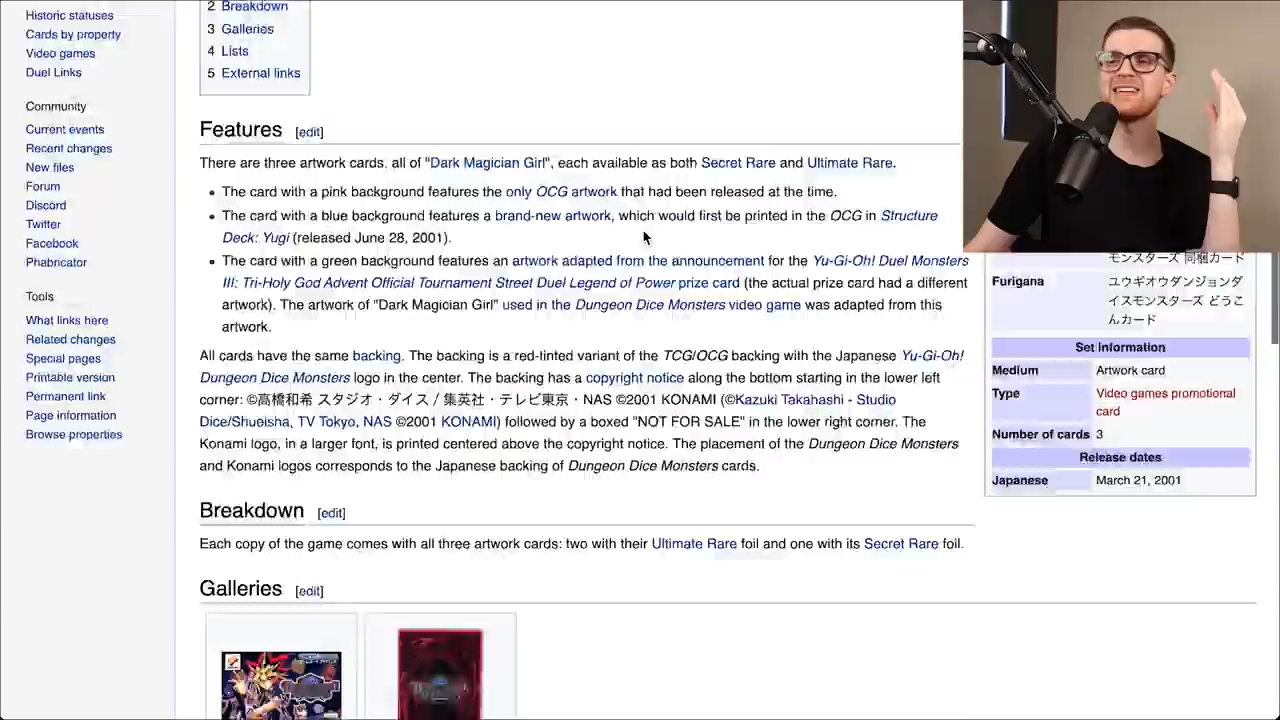 Historic statuses
Cards by property
Video games
Duel Links
Community
Current events
Recent changes
New files
Forum
Discord
Twitter
Facebook
Phabricator
Tools
What links here
Related changes
Special pages
Printable version
Permanent link
Page information
Browse properties
2 Breakdown
3 Galleries
4 Lists
5 External links
Features [edit]
There are three artwork cards. all of "Dark Magician Girl", each available as both Secret Rare and Ultimate Rare.
• The card with a pink background features the only OCG artwork that had been released at the time.
• The card with a blue background features a brand-new artwork, which would first be printed in the OCG in Structure
Deck: Yugi (released June 28, 2001).
• The card with a green background features an artwork adapted from the announcement for the Yu-Gi-Oh! Duel Monsters
III: Tri-Holy God Advent Official Tournament Street Duel Legend of Power prize card (the actual prize card had a different
artwork). The artwork of "Dark Magician Girl" used in the Dungeon Dice Monsters video game was adapted from this
artwork.
All cards have the same backing. The backing is a red-tinted variant of the TCG/OCG backing with the Japanese Yu-Gi-Oh!
Dungeon Dice Monsters logo in the center. The backing has a copyright notice along the bottom starting in the lower left
corner: ©高橋和希 スタジオ・ダイス / 集英社・テレビ東京・NAS ©2001 KONAMI (©Kazuki Takahashi - Studio
Dice/Shueisha, TV Tokyo, NAS ©2001 KONAMI) followed by a boxed "NOT FOR SALE" in the lower right corner. The
Konami logo, in a larger font, is printed centered above the copyright notice. The placement of the Dungeon Dice Monsters
and Konami logos corresponds to the Japanese backing of Dungeon Dice Monsters cards.
Breakdown [edit]
Each copy of the game comes with all three artwork cards: two with their Ultimate Rare foil and one with its Secret Rare foil.
Galleries [edit]
モンスターズ 同梱カード
Furigana
ユウギオウダンジョンダ
イスモンスターズ どうこ
んカード
Set information
Medium Artwork card
Type Video games promotional
card
Number of cards 3
Release dates
Japanese March 21, 2001